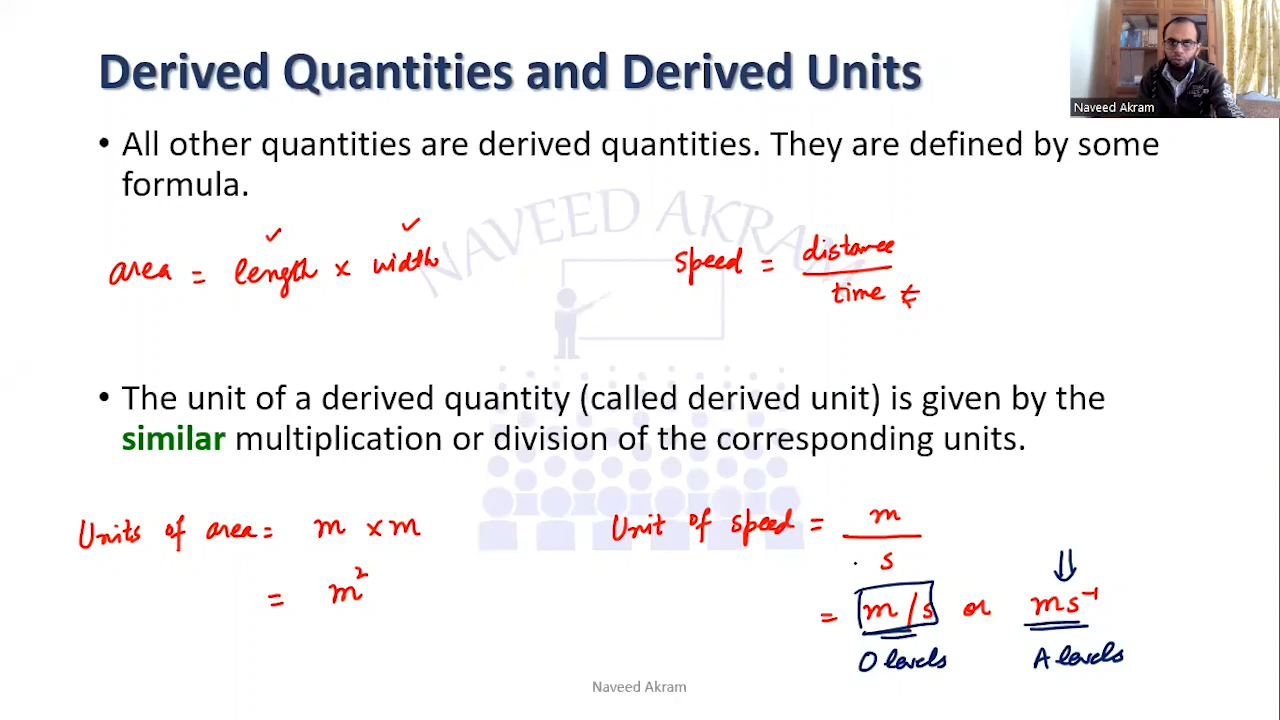 Derived Quantities and Derived Units
Naveed Akram
• All other quantities are derived quantities. They are defined by some
formula.
NAVEED AKRAM
area = length × width
speed = distance
time
• The unit of a derived quantity (called derived unit) is given by the
similar multiplication or division of the corresponding units.
Units of area = m × m
= m²
Unit of speed = m
s
= m/s or ms⁻¹
O levels
A levels
Naveed Akram